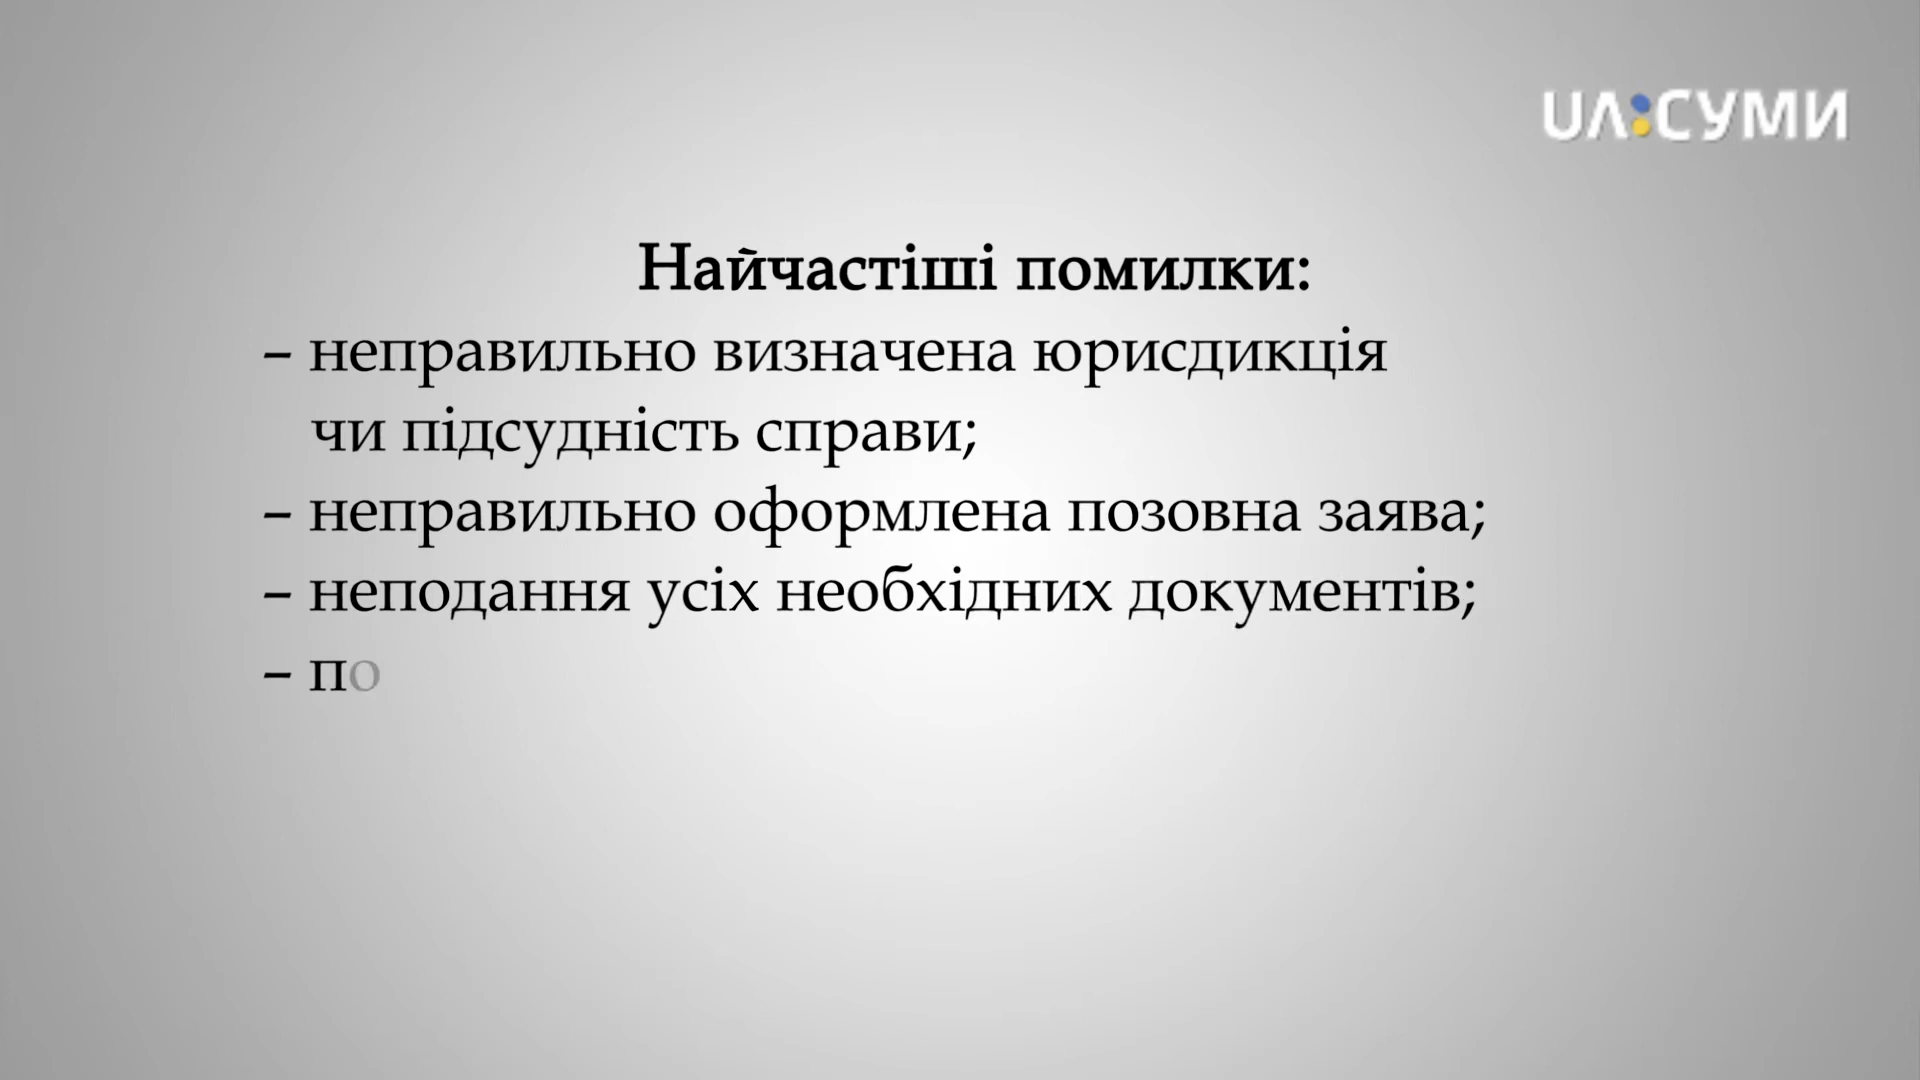 UA:СУМИ
Найчастіші помилки:
– неправильно визначена юрисдикція
чи підсудність справи;
– неправильно оформлена позовна заява;
– неподання усіх необхідних документів;
– по